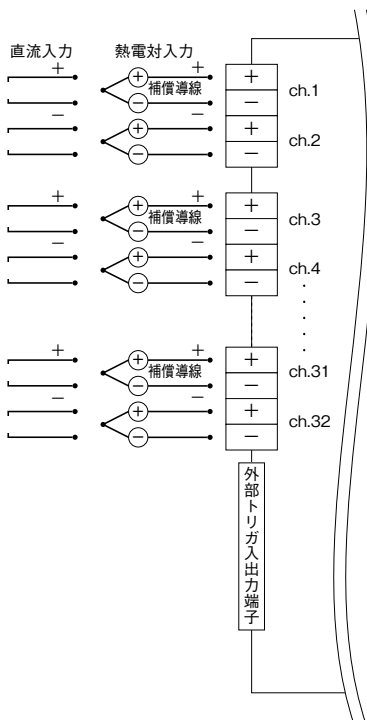 直流入力 熱電対入力
+ + + +
補償導線
− − ch.1
− + − +
− − ch.2
+ + + +
補償導線 ch.3
− −
− + − + ch.4
− −
+ + + +
補償導線 ch.31
− −
− + − + ch.32
− −
外部トリガ入出力端子